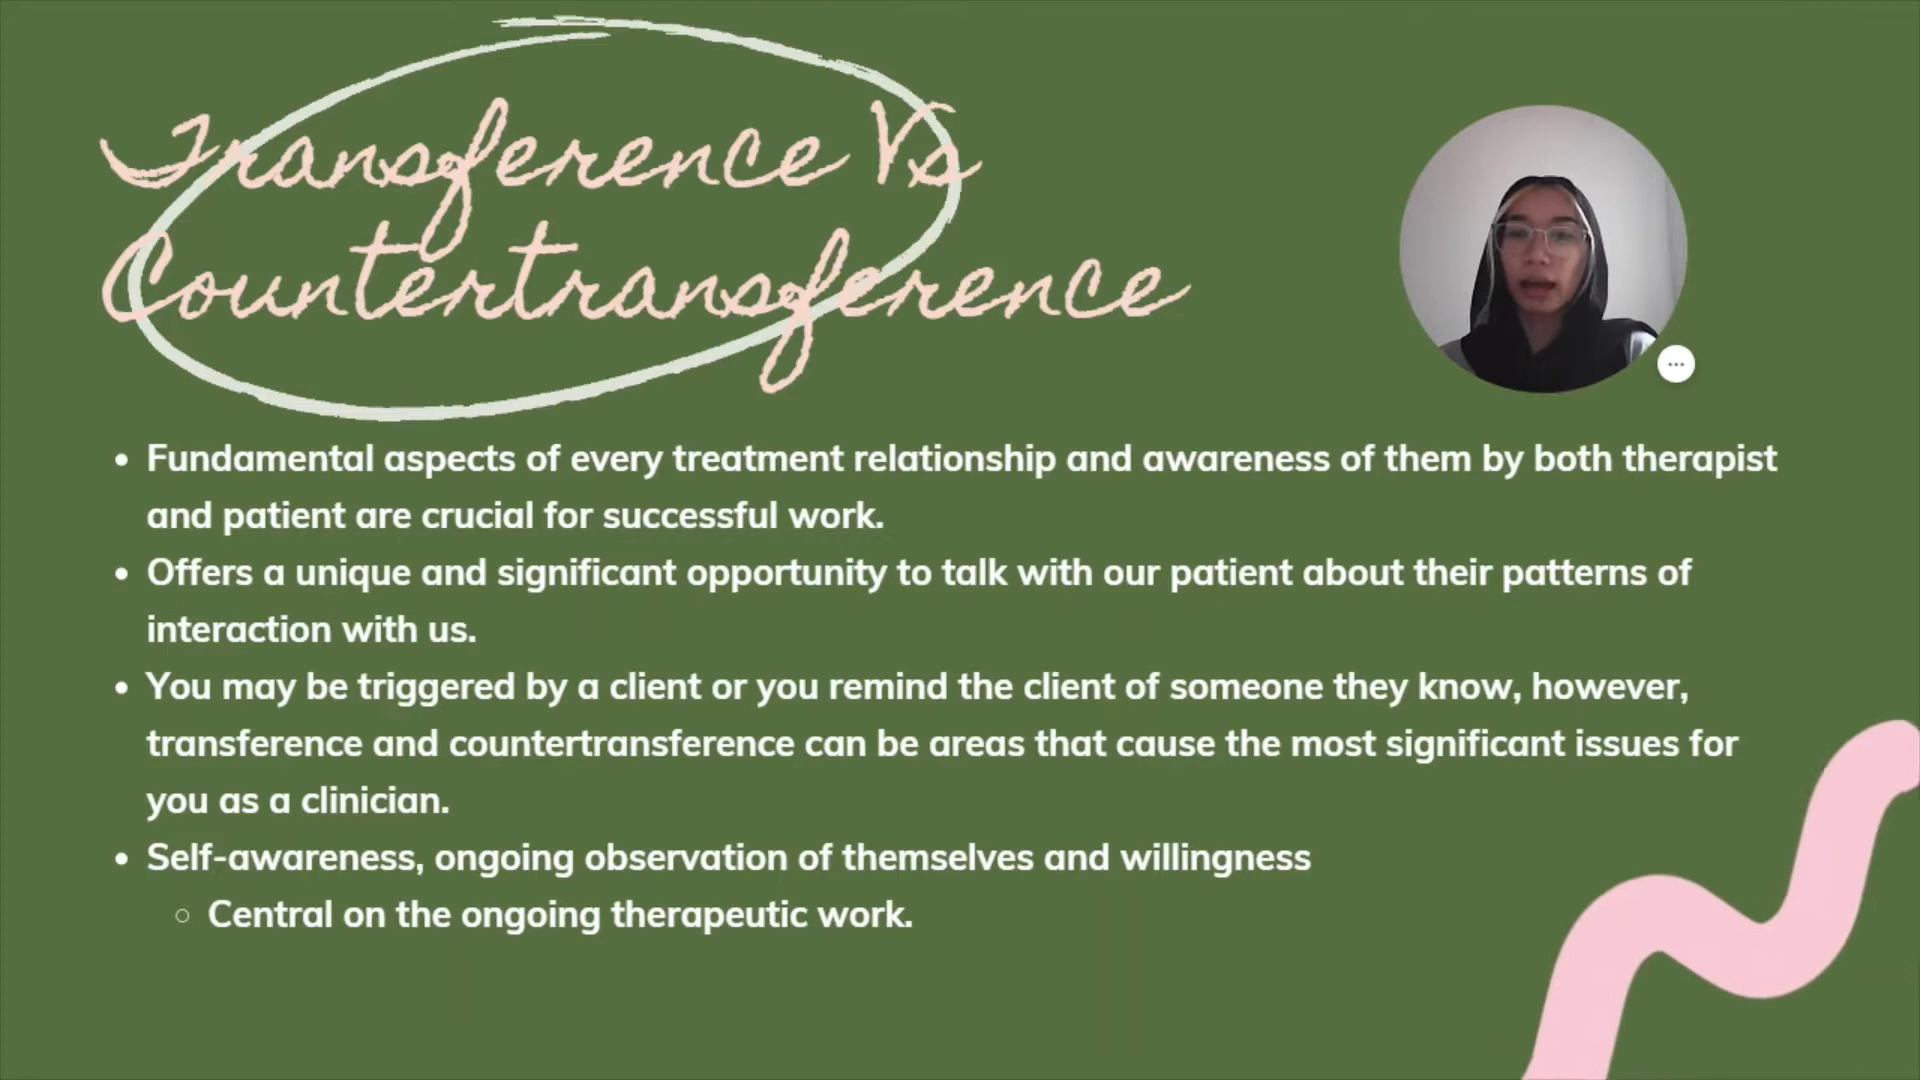 Transference Vs
Countertransference
• Fundamental aspects of every treatment relationship and awareness of them by both therapist
and patient are crucial for successful work.
• Offers a unique and significant opportunity to talk with our patient about their patterns of
interaction with us.
• You may be triggered by a client or you remind the client of someone they know, however,
transference and countertransference can be areas that cause the most significant issues for
you as a clinician.
• Self-awareness, ongoing observation of themselves and willingness
○ Central on the ongoing therapeutic work.